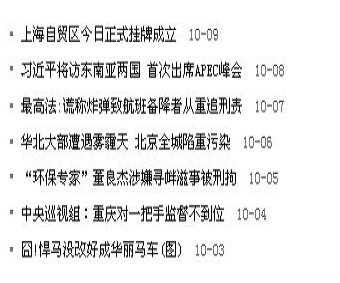 上海自贸区今日正式挂牌成立 10-09
习近平将访东南亚两国 首次出席APEC峰会 10-08
最高法:谎称炸弹致航班备降者从重追刑责 10-07
华北大部遭遇雾霾天 北京全城陷重污染 10-06
“环保专家”董良杰涉嫌寻衅滋事被刑拘 10-05
中央巡视组：重庆对一把手监督不到位 10-04
囧!悍马没改好成华丽马车(图) 10-03